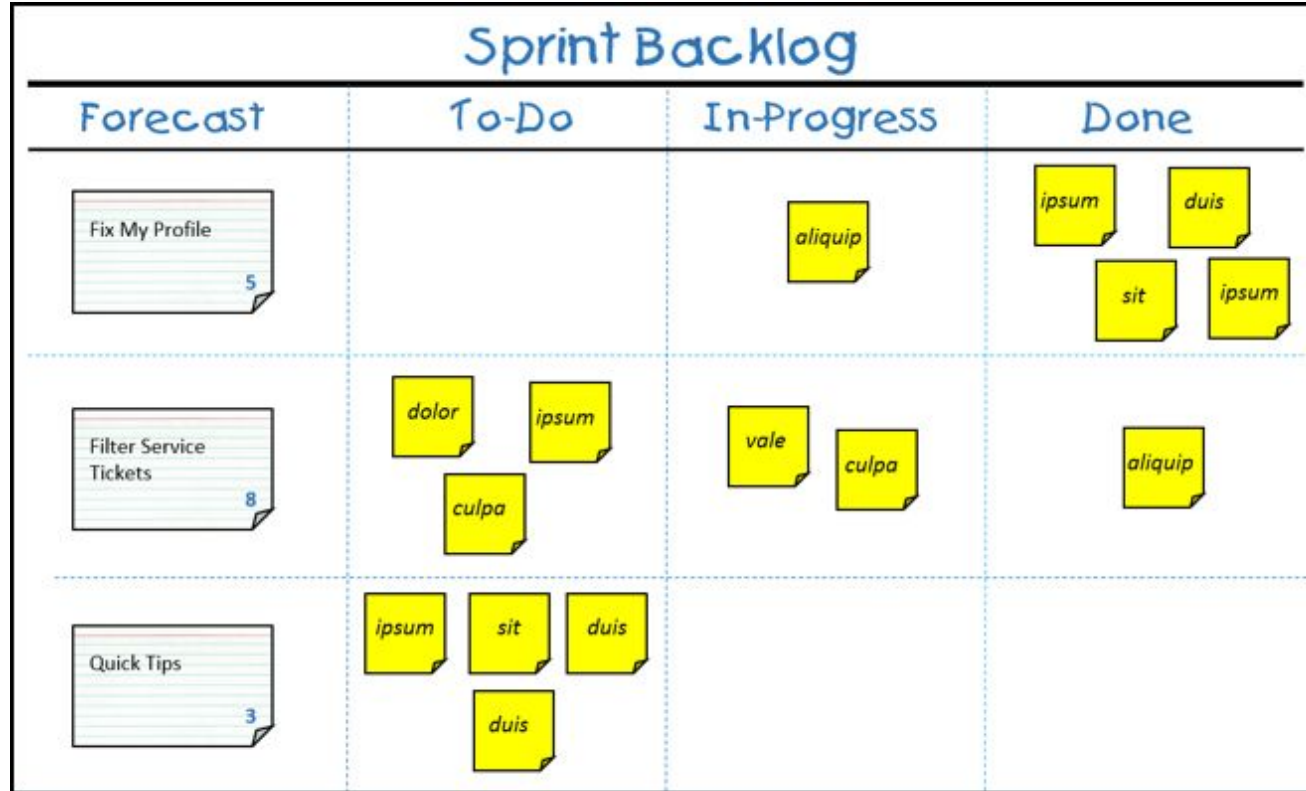 Sprint Backlog
Forecast
To-Do
In-Progress
Done
Fix My Profile
5
aliquip
ipsum
duis
sit
ipsum
Filter Service
Tickets
8
dolor
ipsum
culpa
vale
culpa
aliquip
Quick Tips
3
ipsum
sit
duis
duis